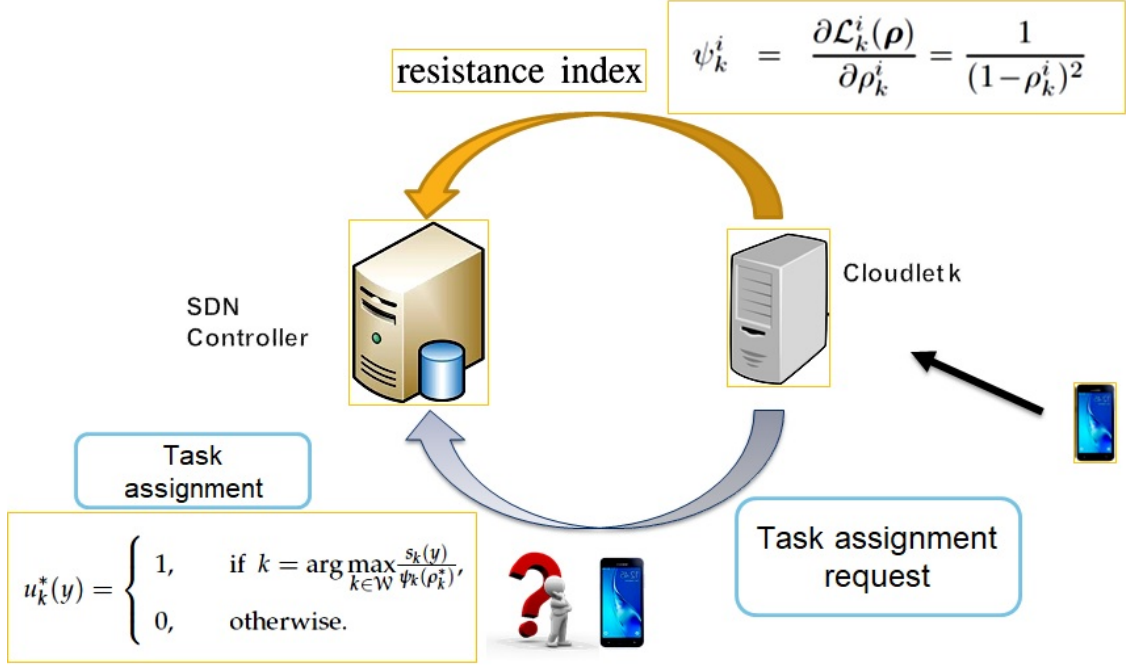 resistance index
ψ_k^i = ∂ℒ_k^i(ρ) / ∂ρ_k^i = 1 / (1−ρ_k^i)^2
SDN
Controller
Cloudlet k
Task
assignment
u_k^*(y) = { 1, if k = arg max_{k∈𝒲} s_k(y) / ψ_k(ρ_k^*),
0, otherwise.
Task assignment
request